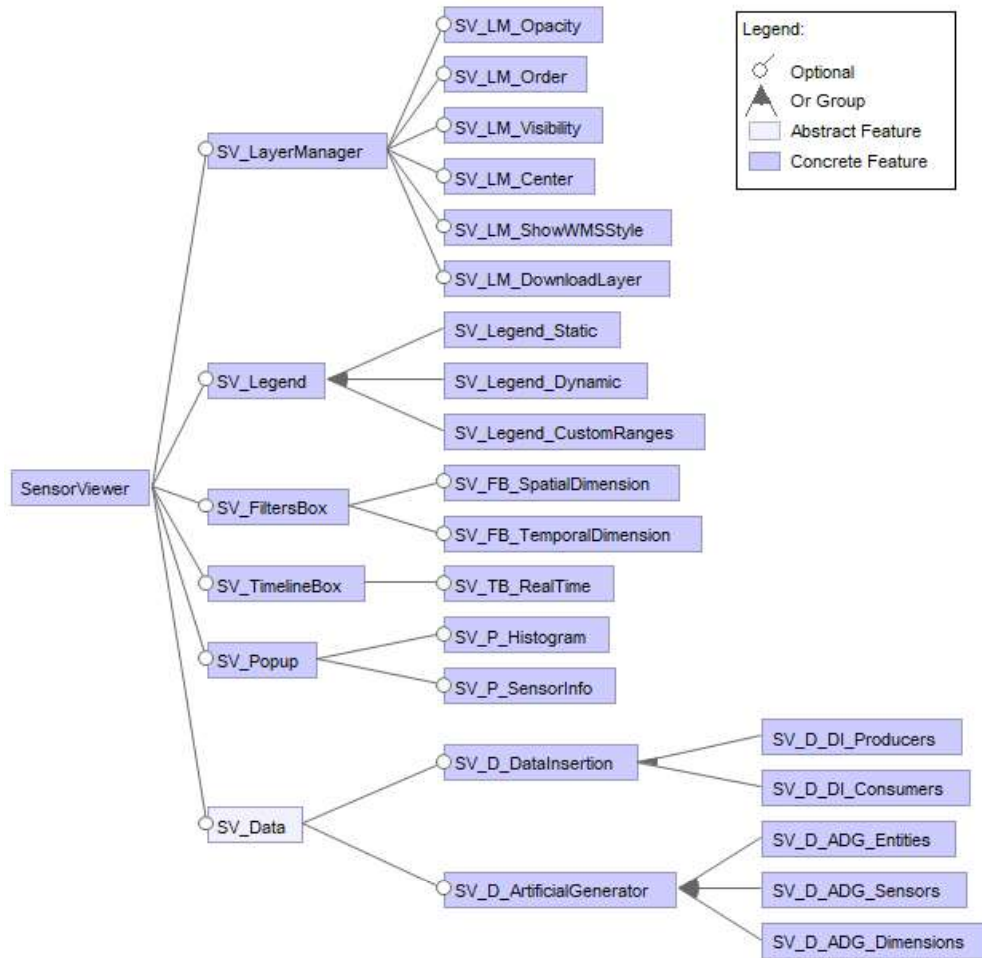 SV_LM_Opacity
Legend:
SV_LM_Order
Optional
Or Group
SV_LM_Visibility
Abstract Feature
SV_LayerManager
Concrete Feature
SV_LM_Center
SV_LM_ShowWMSStyle
SV_LM_DownloadLayer
SV_Legend_Static
SV_Legend
SV_Legend_Dynamic
SV_Legend_CustomRanges
SensorViewer
SV_FB_SpatialDimension
SV_FiltersBox
SV_FB_TemporalDimension
SV_TimelineBox
SV_TB_RealTime
SV_P_Histogram
SV_Popup
SV_P_SensorInfo
SV_D_DI_Producers
SV_D_DataInsertion
SV_D_DI_Consumers
SV_Data
SV_D_ADG_Entities
SV_D_ArtificialGenerator
SV_D_ADG_Sensors
SV_D_ADG_Dimensions